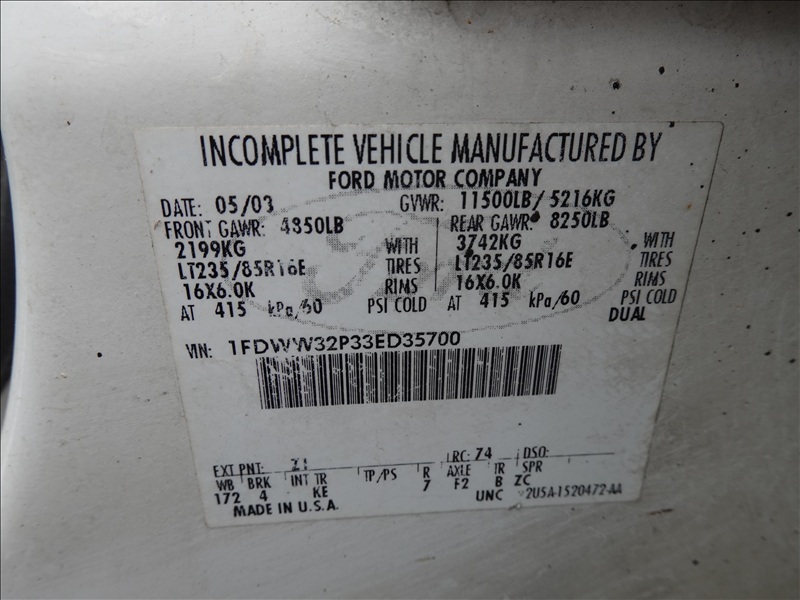 INCOMPLETE VEHICLE MANUFACTURED BY
FORD MOTOR COMPANY
DATE: 05/03 GVWR: 11500LB/ 5216KG
FRONT GAWR: 4850LB REAR GAWR: 8250LB
2199KG WITH 3742KG WITH
LT235/85R16E TIRES LT235/85R16E TIRES
16X6.0K RIMS 16X6.0K RIMS
AT 415 kPa/60 PSI COLD AT 415 kPa/60 PSI COLD
DUAL
VIN: 1FDWW32P33ED35700
Ford
EXT PNT: Z1 RC: 74 DSO:
WB BRK INT TR TP/PS R AXLE TR SPR
172 4 KE 7 F2 B ZC
MADE IN U.S.A. UNC 2U5A-1520472-AA